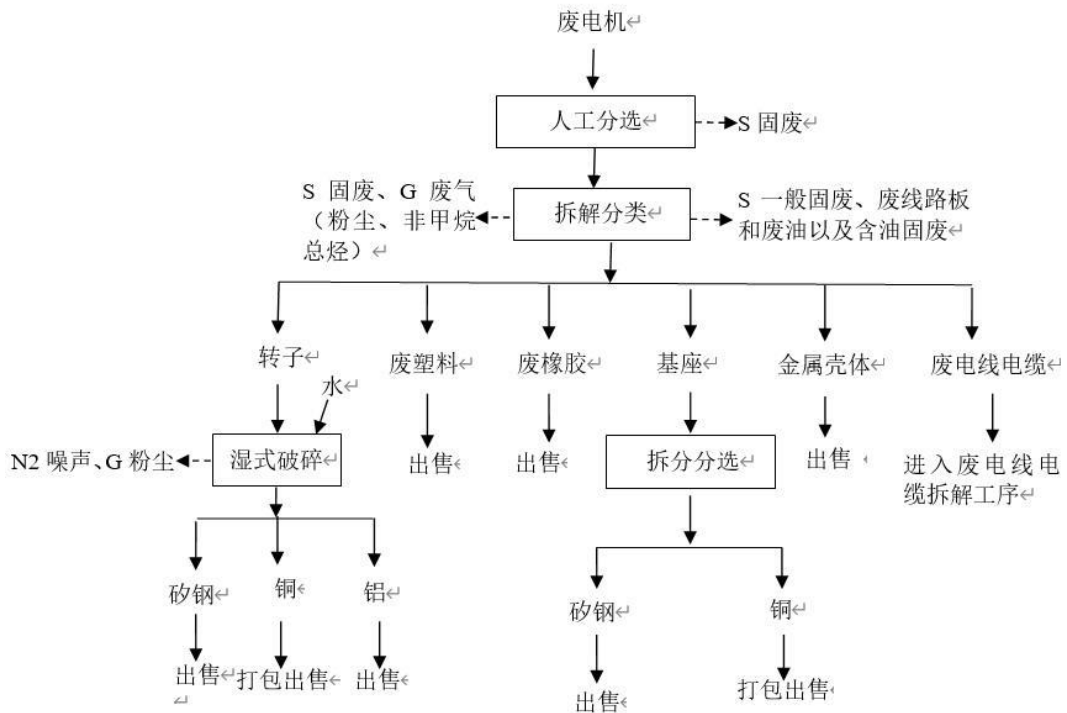 废电机
人工分选
S 固废
S 固废、G 废气
（粉尘、非甲烷
总烃）
拆解分类
S 一般固废、废线路板
和废油以及含油固废
转子
废塑料
废橡胶
基座
金属壳体
废电线电缆
水
N2 噪声、G 粉尘
湿式破碎
出售
出售
拆分分选
出售
进入废电线电
缆拆解工序
矽钢
铜
铝
矽钢
铜
出售
打包出售
出售
出售
打包出售